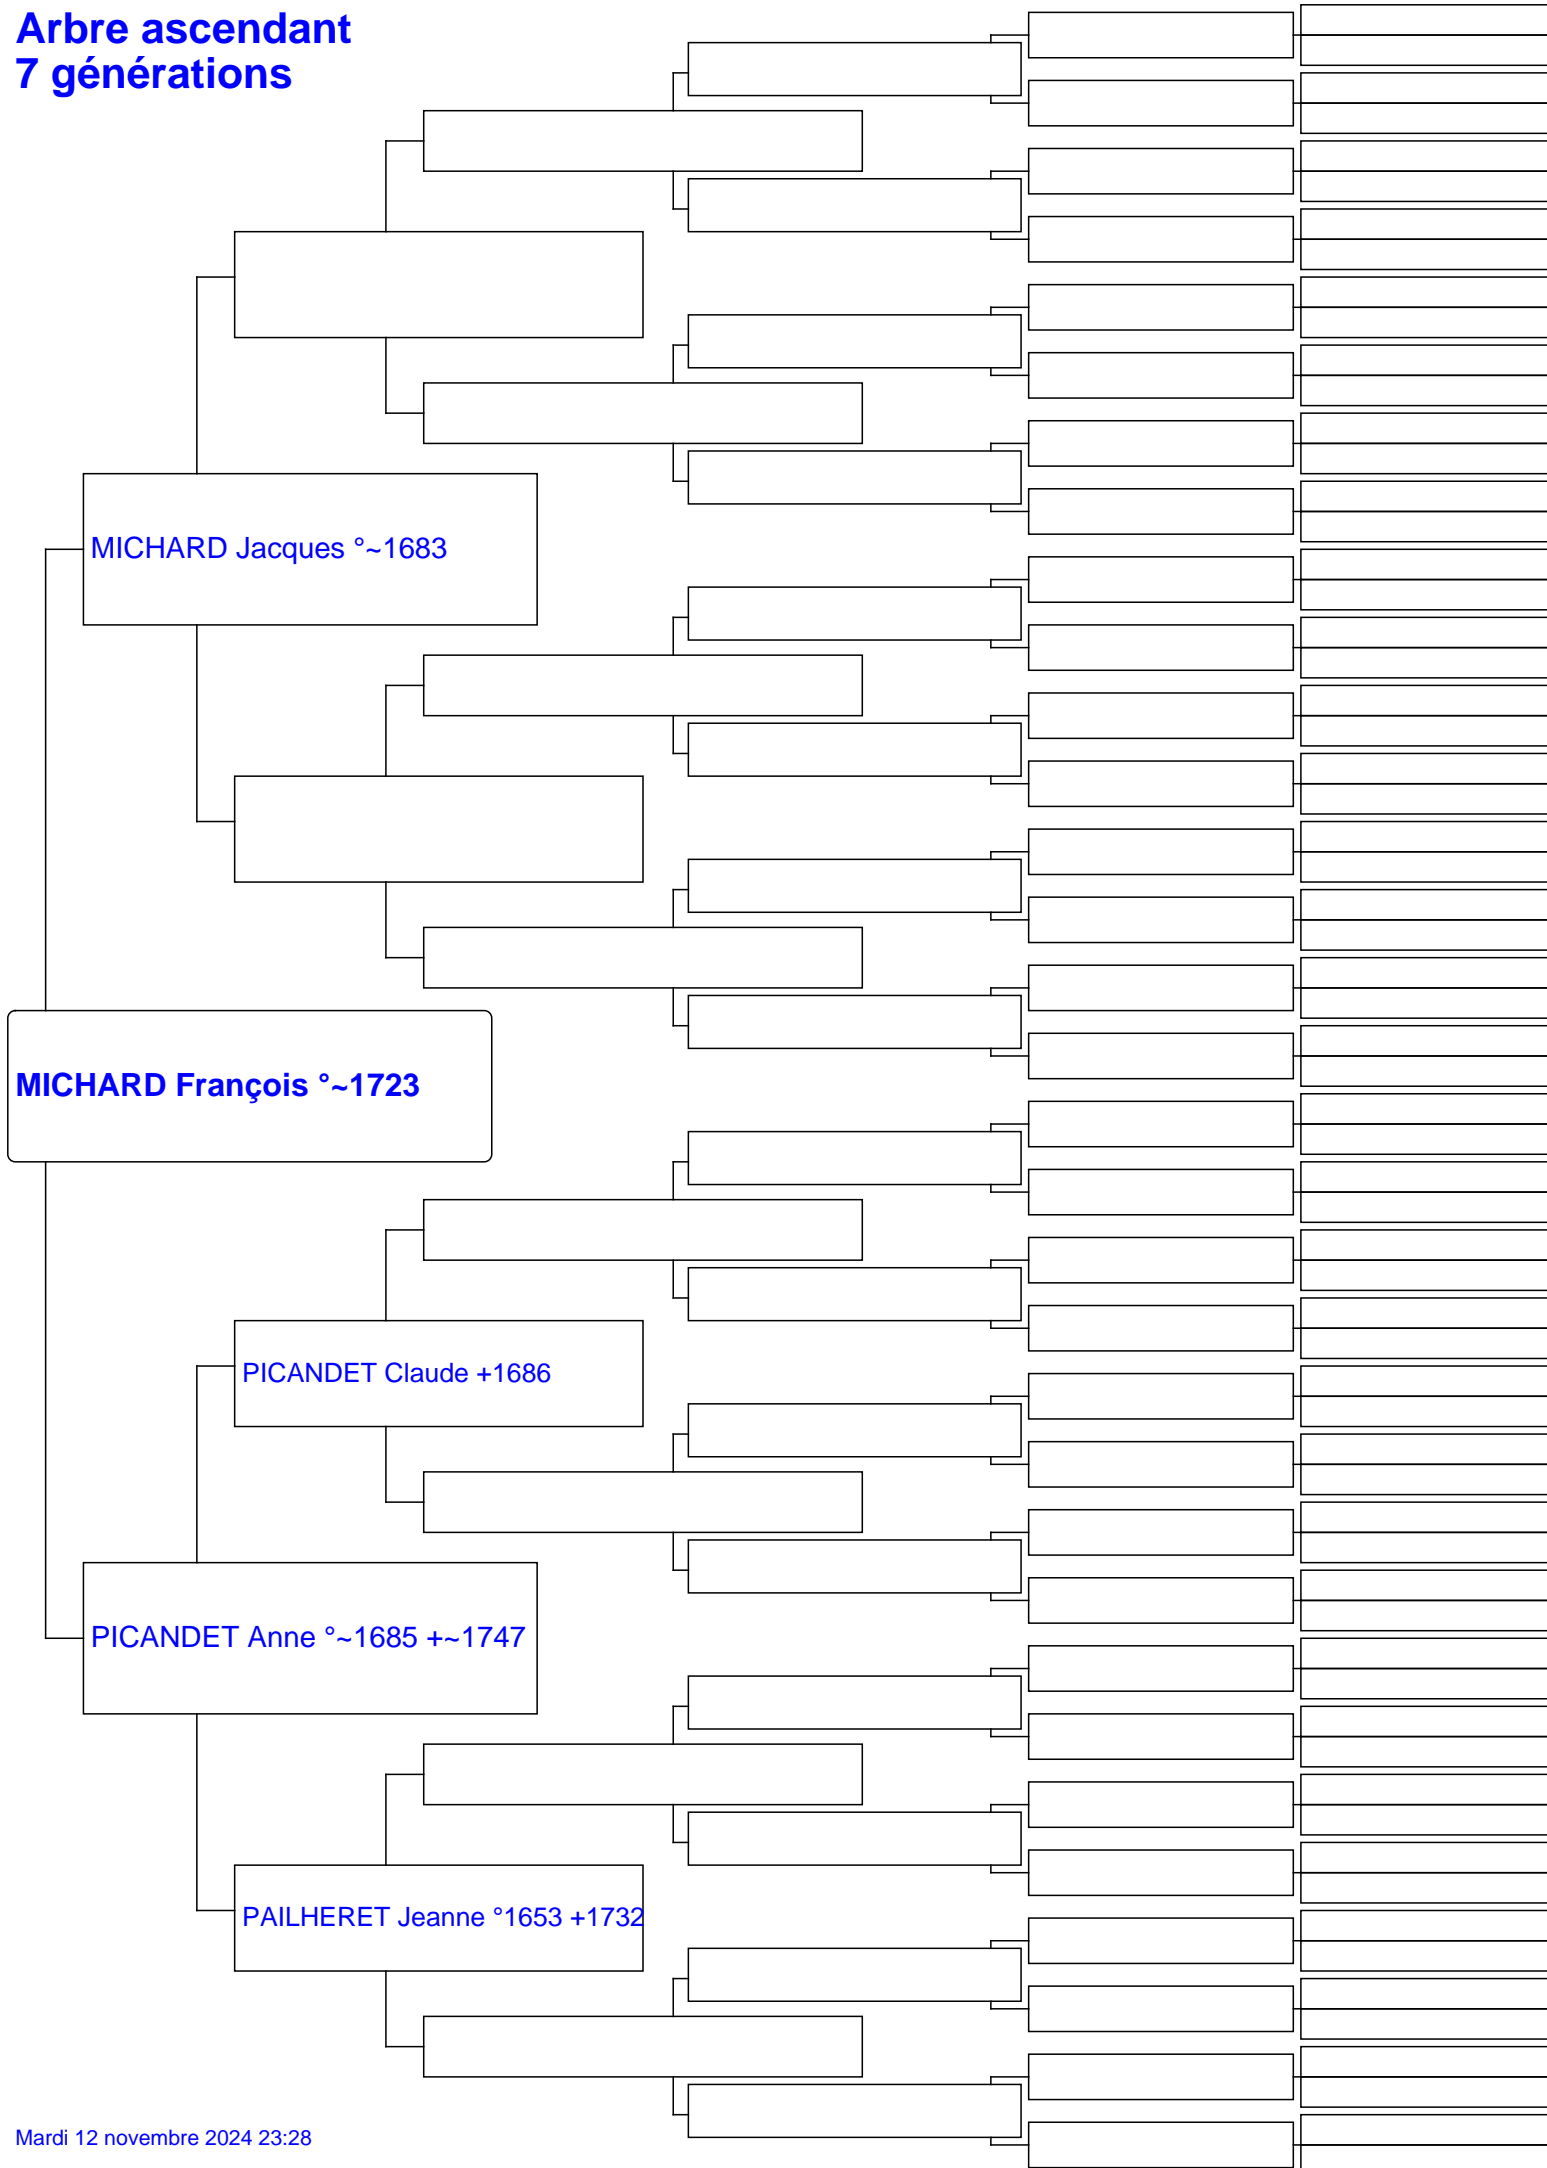 Arbre ascendant
7 générations
MICHARD Jacques °~1683
MICHARD François °~1723
PICANDET Claude +1686
PICANDET Anne °~1685 +~1747
PAILHERET Jeanne °1653 +1732
Mardi 12 novembre 2024 23:28